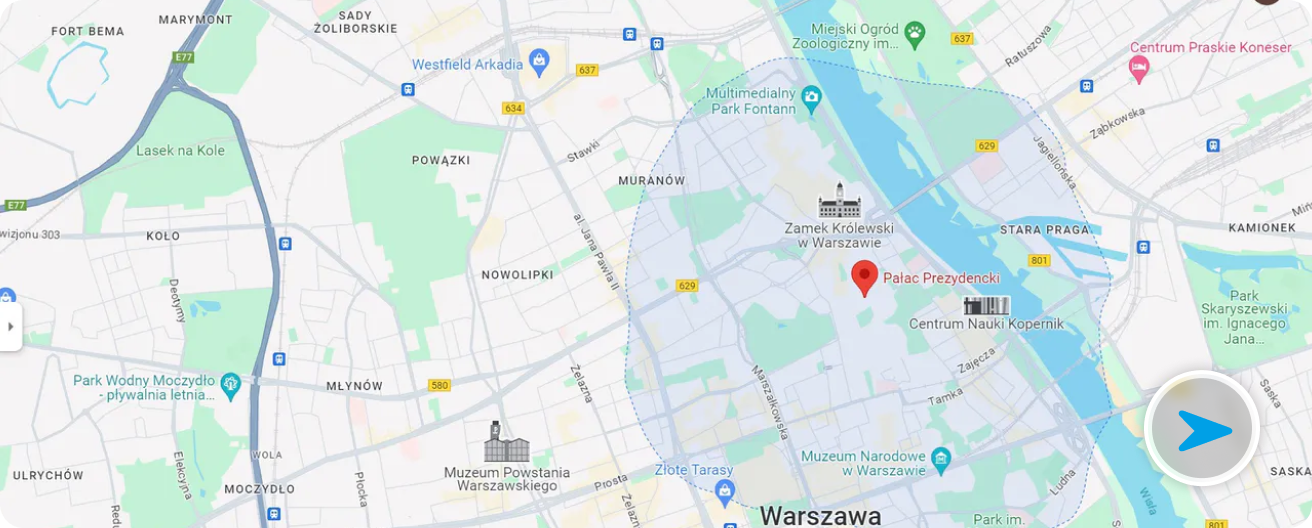 SADY
ŻOLIBORSKIE
MARYMONT
FORT BEMA
E77
Westfield Arkadia
637
634
Miejski Ogród
Zoologiczny im...
637
Ratuszowa
Centrum Praskie Koneser
Multimedialny
Park Fontann
Ząbkowska
629
Jagiellońska
Lasek na Kole
POWĄZKI
Stawki
MURANÓW
E77
wizjonu 303
KOŁO
al. Jana Pawła II
Zamek Królewski
w Warszawie
STARA PRAGA
KAMIONEK
801
NOWOLIPKI
629
Pałac Prezydencki
Deotymy
Centrum Nauki Kopernik
Park
Skaryszewski
im. Ignacego
Jana...
Zajęcza
Park Wodny Moczydło
- pływalnia letnia...
MŁYNÓW
580
Żelazna
Marszałkowska
Tamka
Saska
WOLA
Elekcyjna
ULRYCHÓW
MOCZYDŁO
Płocka
Muzeum Powstania
Warszawskiego
Prosta
Żelazna
Złote Tarasy
Muzeum Narodowe
w Warszawie
Ludna
Wisła
SASKA
Warszawa
Park im.
801